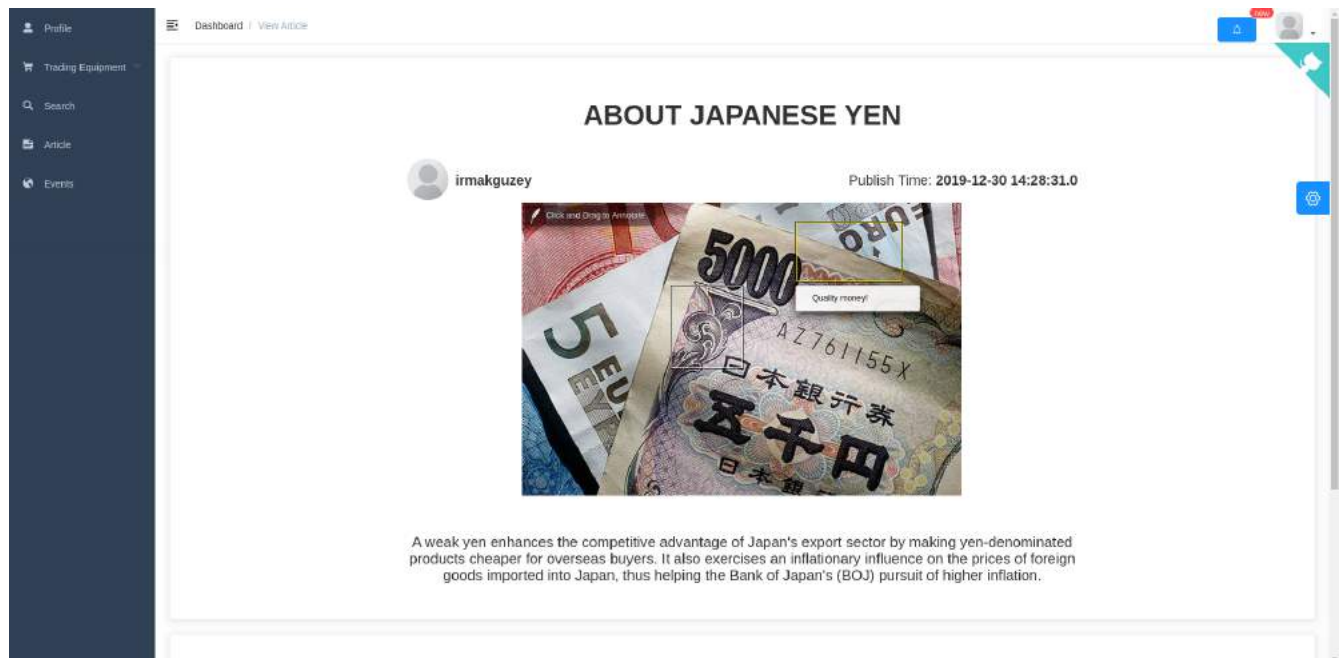 Profile
Trading Equipment
Search
Article
Events
Dashboard / View Article
new
ABOUT JAPANESE YEN
irmakguzey
Publish Time: 2019-12-30 14:28:31.0
Click and Drag to Annotate
EURO
5000
Quality money!
5 EURO
AZ761155X
日本銀行券
五千円
日本銀行
A weak yen enhances the competitive advantage of Japan's export sector by making yen-denominated
products cheaper for overseas buyers. It also exercises an inflationary influence on the prices of foreign
goods imported into Japan, thus helping the Bank of Japan's (BOJ) pursuit of higher inflation.